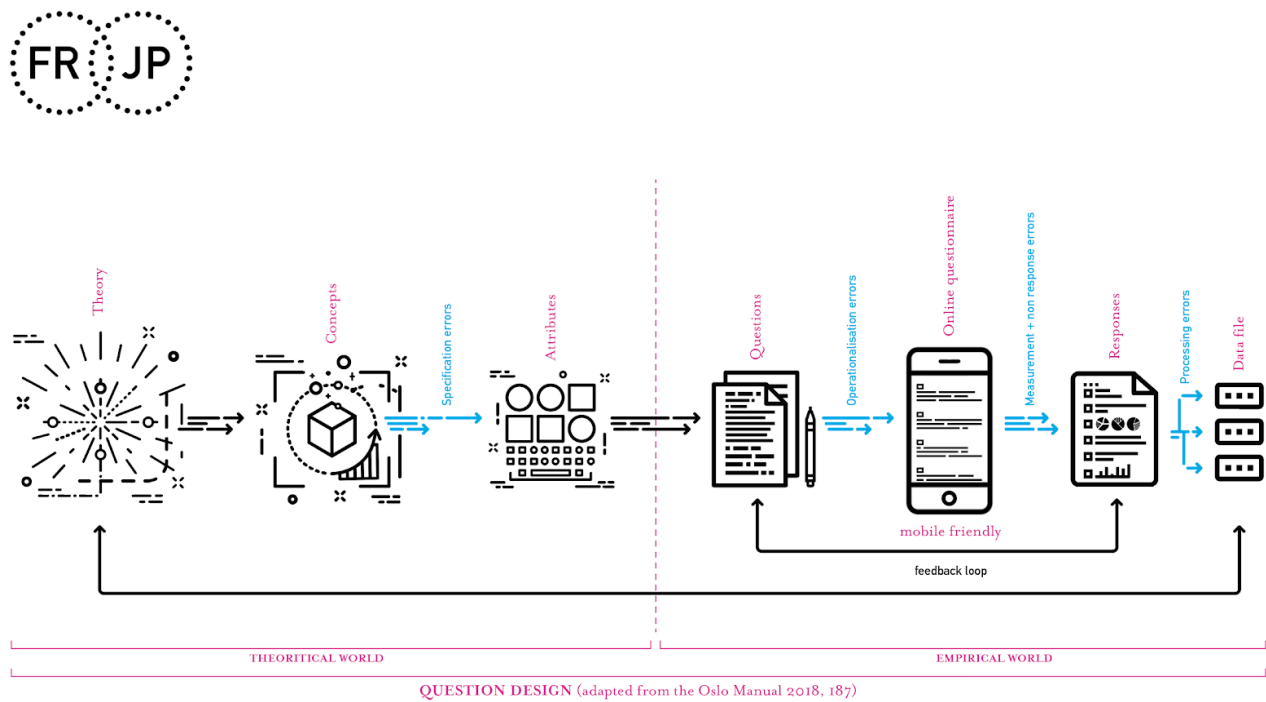 FR JP
Theory
Concepts
Specification errors
Attributes
Questions
Operationalisation errors
Online questionnaire
Measurement + non response errors
Responses
Processing errors
Data file
mobile friendly
feedback loop
THEORITICAL WORLD
EMPIRICAL WORLD
QUESTION DESIGN (adapted from the Oslo Manual 2018, 187)